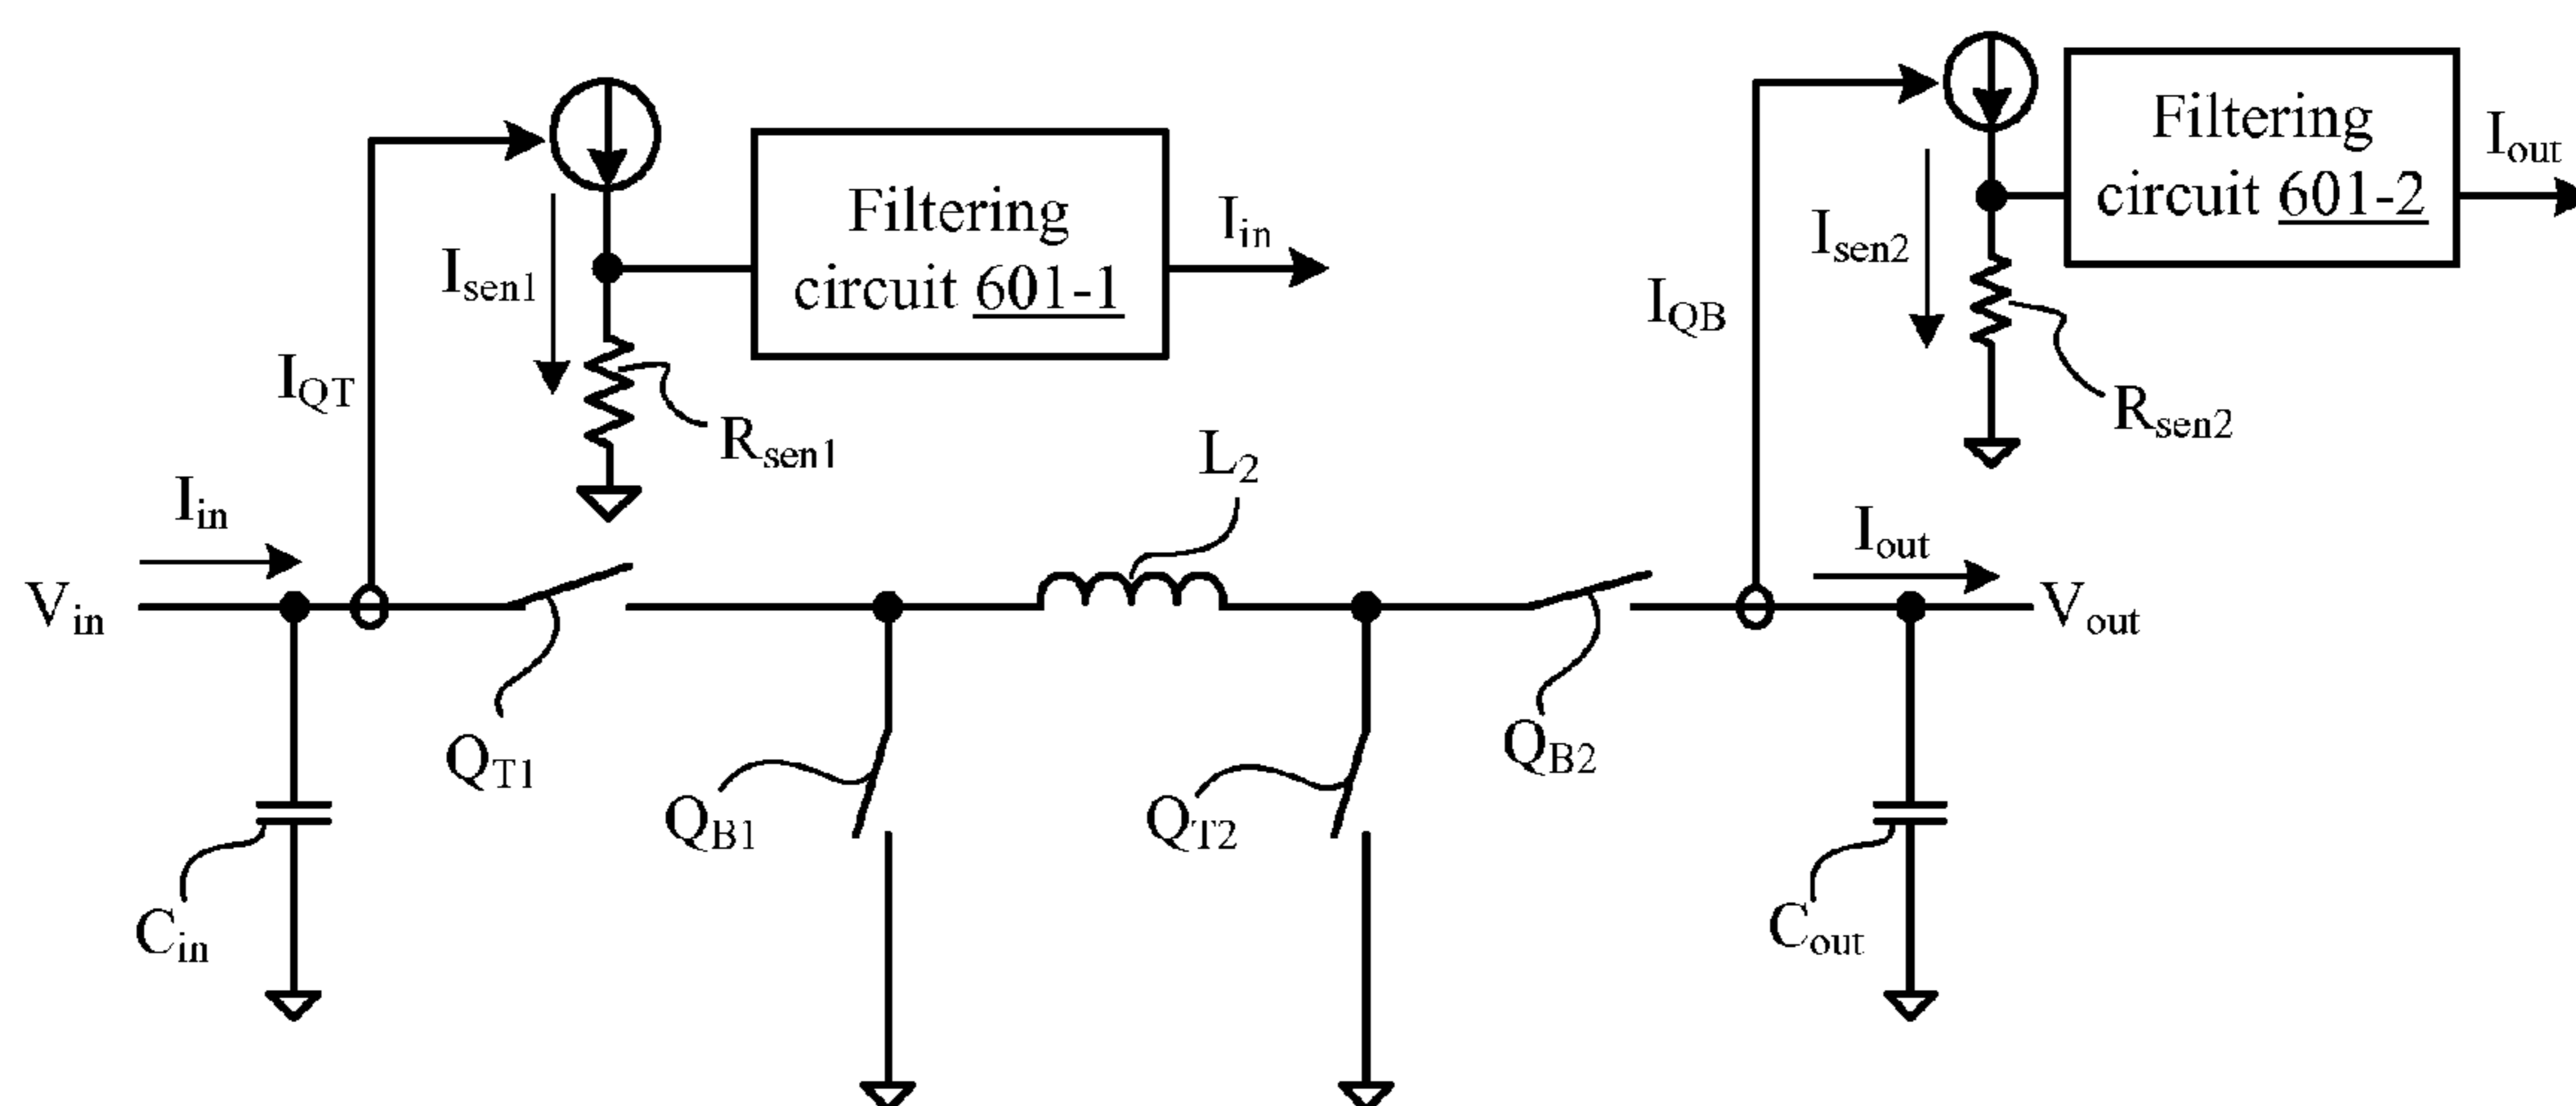 Filtering
circuit 601-1
I_in
I_sen1
I_QT
R_sen1
Filtering
circuit 601-2
I_out
I_sen2
I_QB
R_sen2
L_2
I_in
I_out
V_in
V_out
Q_T1
Q_B1
Q_T2
Q_B2
C_in
C_out